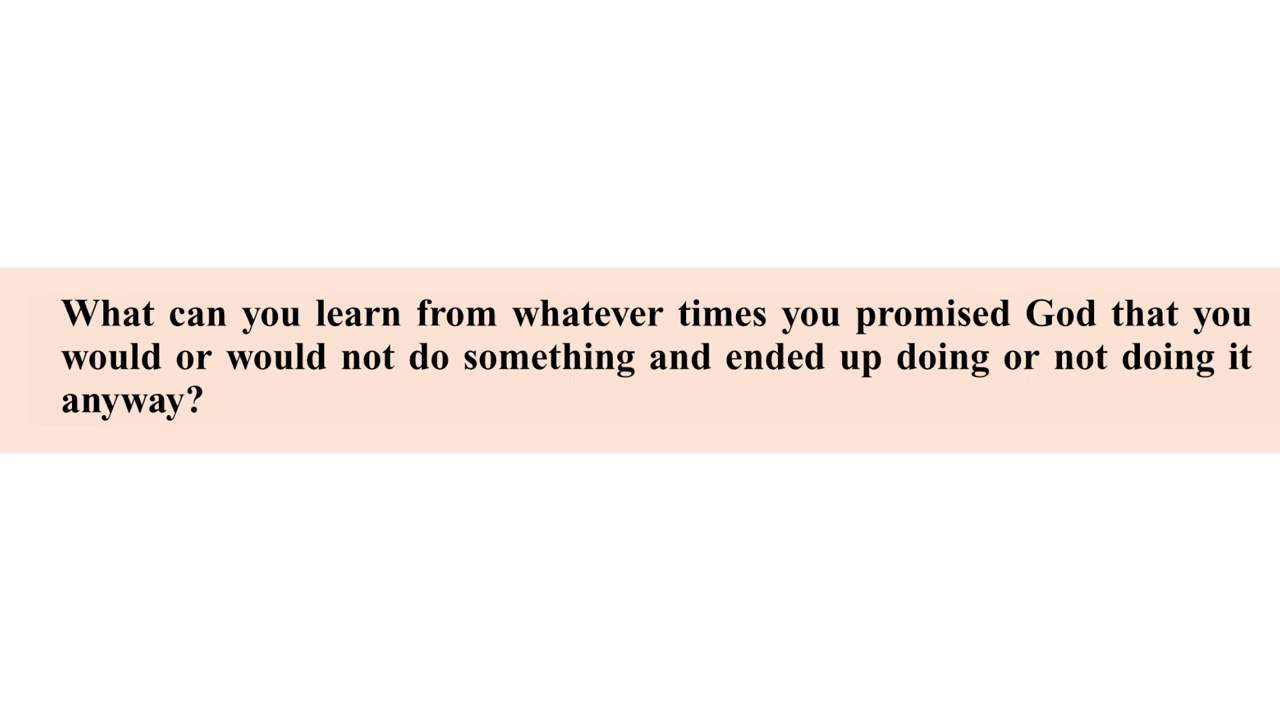 What can you learn from whatever times you promised God that you
would or would not do something and ended up doing or not doing it
anyway?